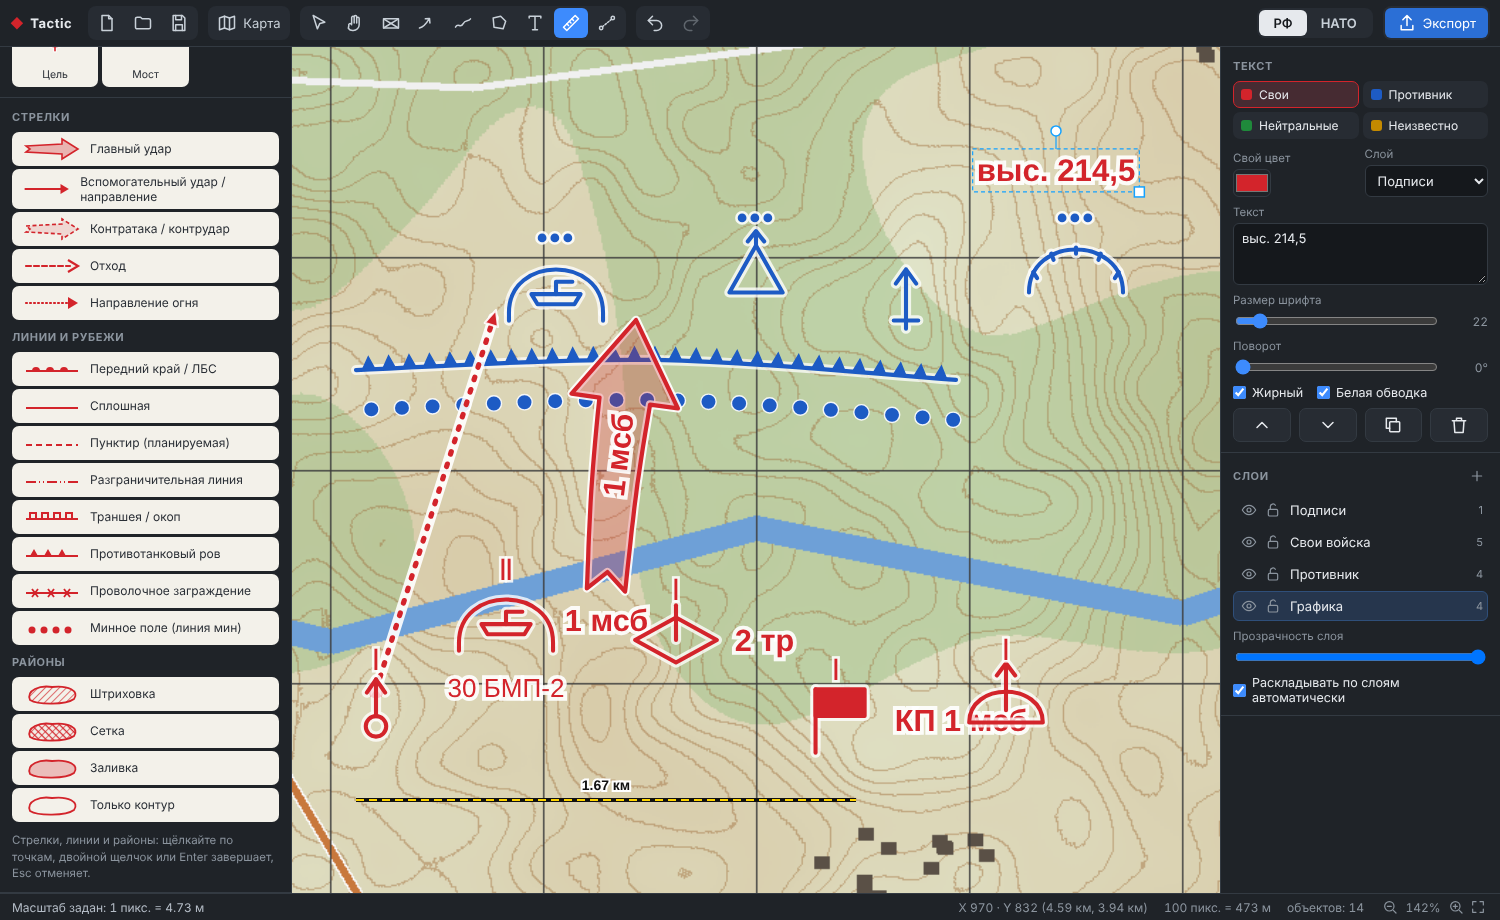 Tactic
Карта
РФ
НАТО
Экспорт
Цель
Мост
СТРЕЛКИ
Главный удар
Вспомогательный удар /
направление
Контратака / контрудар
Отход
Направление огня
ЛИНИИ И РУБЕЖИ
Передний край / ЛБС
Сплошная
Пунктир (планируемая)
Разграничительная линия
Траншея / окоп
Противотанковый ров
Проволочное заграждение
Минное поле (линия мин)
РАЙОНЫ
Штриховка
Сетка
Заливка
Только контур
Стрелки, линии и районы: щёлкайте по
точкам, двойной щелчок или Enter завершает,
Esc отменяет.
выс. 214,5
1 мсб
1 мсб
2 тр
30 БМП-2
КП 1 мсб
1.67 км
ТЕКСТ
Свои
Противник
Нейтральные
Неизвестно
Свой цвет
Слой
Подписи
Текст
выс. 214,5
Размер шрифта
22
Поворот
0°
Жирный
Белая обводка
СЛОИ
Подписи
1
Свои войска
5
Противник
4
Графика
4
Прозрачность слоя
Раскладывать по слоям
автоматически
Масштаб задан: 1 пикс. = 4.73 м
X 970 · Y 832 (4.59 км, 3.94 км)
100 пикс. = 473 м
объектов: 14
142%